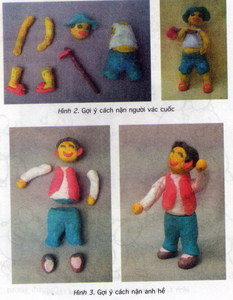 Hình 2. Gợi ý cách nặn người vác cuốc
Hình 3. Gợi ý cách nặn anh hề